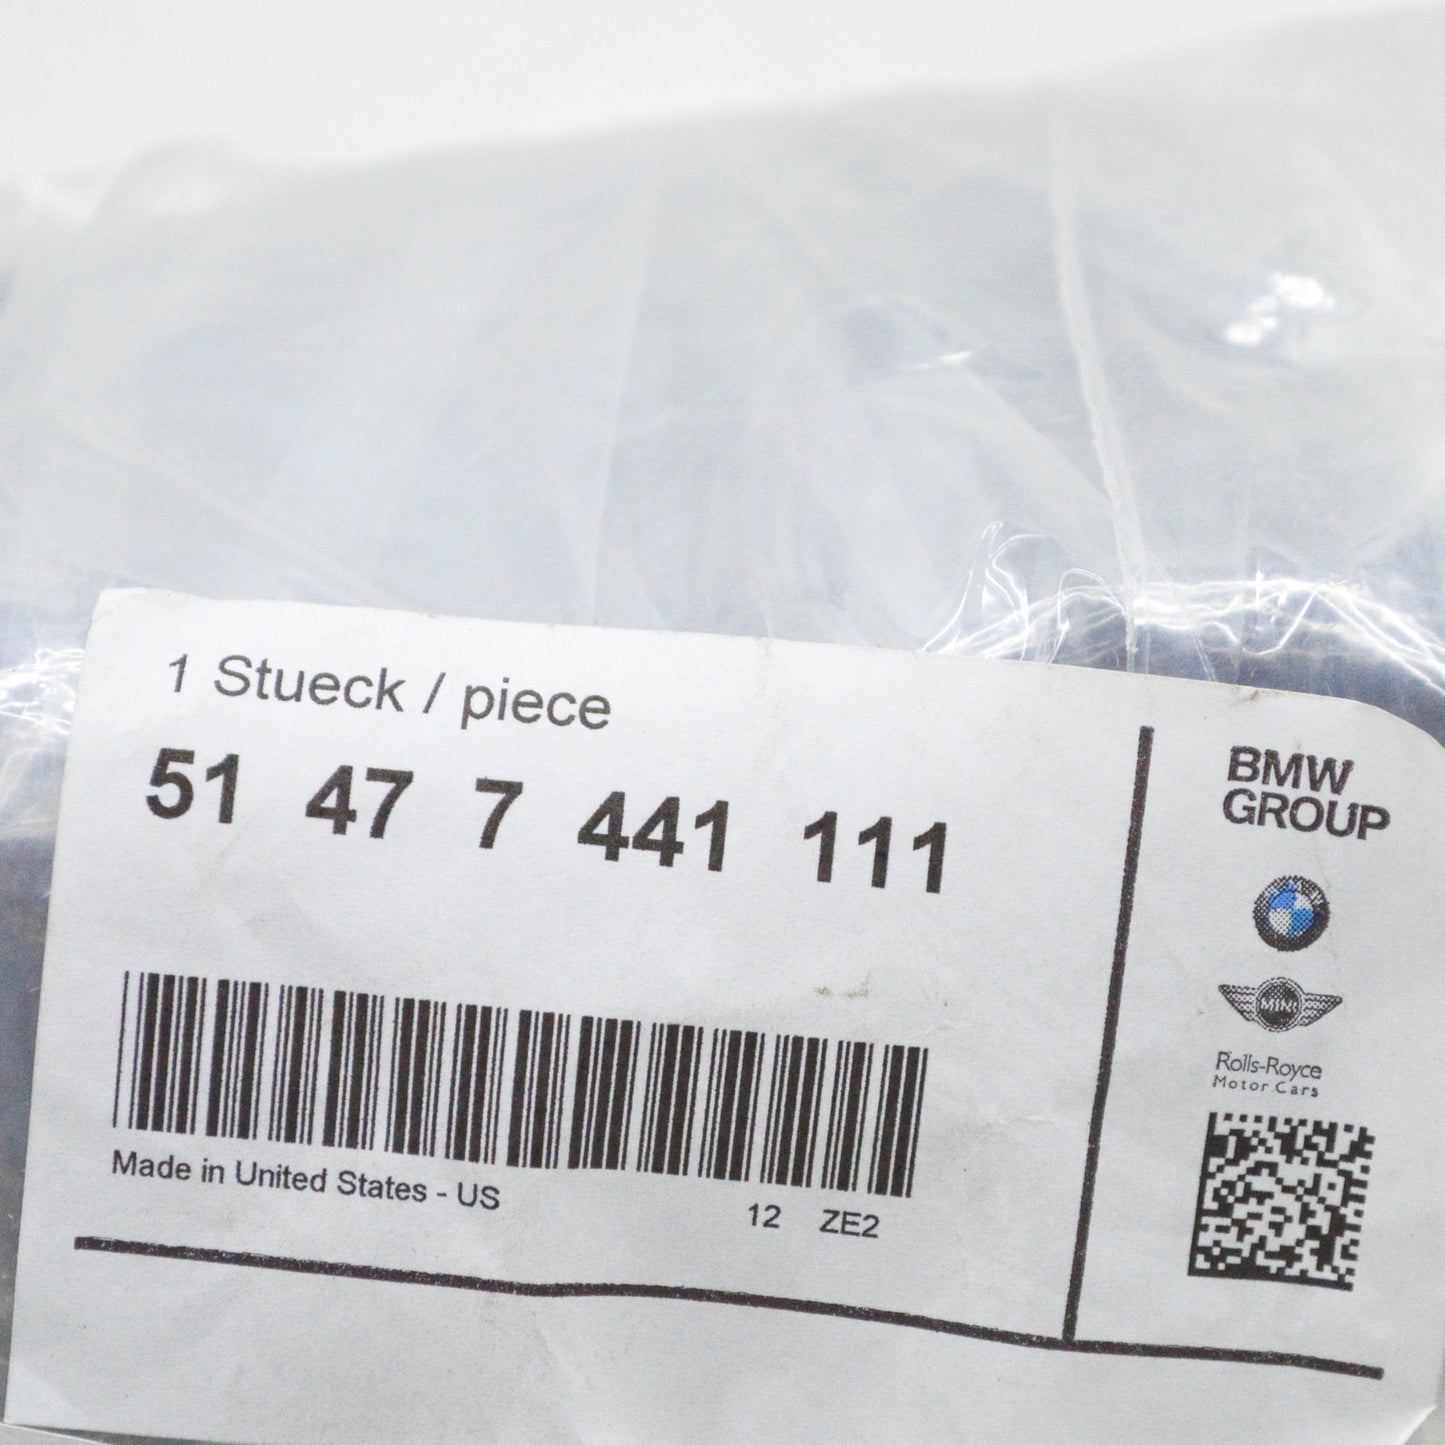 1 Stueck / piece
51 47 7 441 111
Made in United States - US
12 ZE2
BMW
GROUP
MINI
Rolls-Royce
Motor Cars